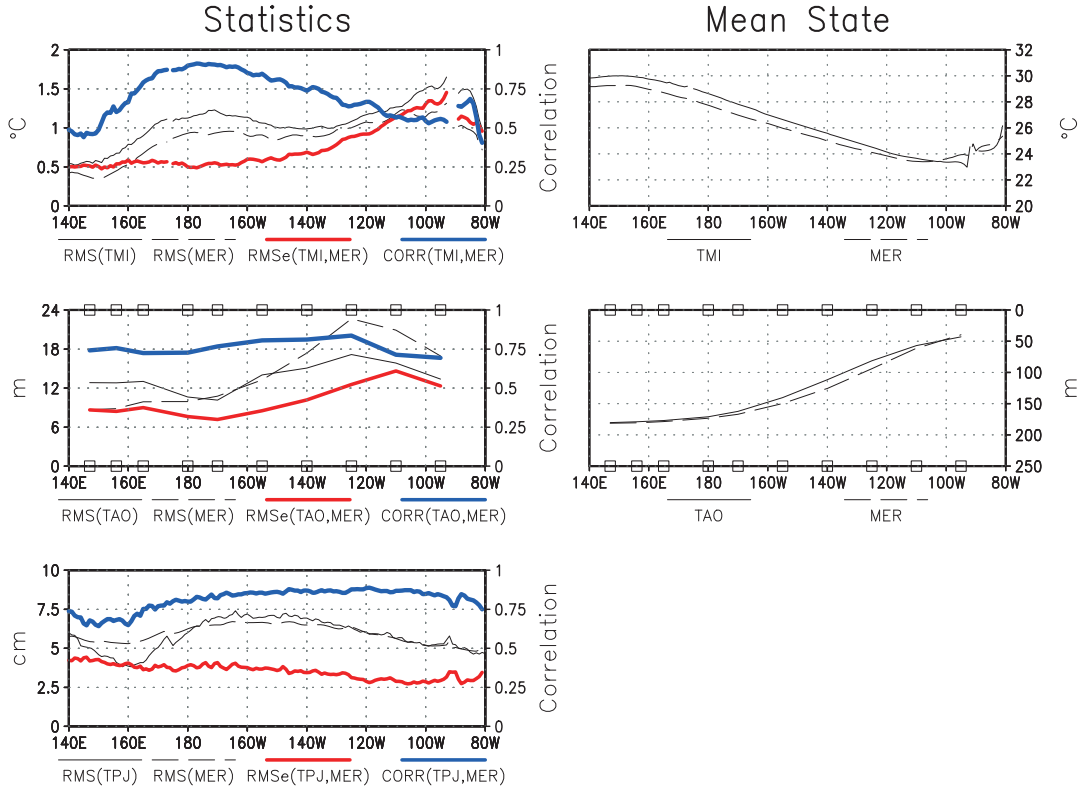 Statistics
Mean State
2
1.5
1
0.5
0
°C
1
0.75
0.5
0.25
0
Correlation
140E 160E 180 160W 140W 120W 100W 80W
RMS(TMI) RMS(MER) RMSe(TMI,MER) CORR(TMI,MER)
32
30
28
26
24
22
20
°C
140E 160E 180 160W 140W 120W 100W 80W
TMI MER
24
18
12
6
0
m
1
0.75
0.5
0.25
0
Correlation
140E 160E 180 160W 140W 120W 100W 80W
RMS(TAO) RMS(MER) RMSe(TAO,MER) CORR(TAO,MER)
0
50
100
150
200
250
m
140E 160E 180 160W 140W 120W 100W 80W
TAO MER
10
7.5
5
2.5
0
cm
1
0.75
0.5
0.25
0
Correlation
140E 160E 180 160W 140W 120W 100W 80W
RMS(TPJ) RMS(MER) RMSe(TPJ,MER) CORR(TPJ,MER)